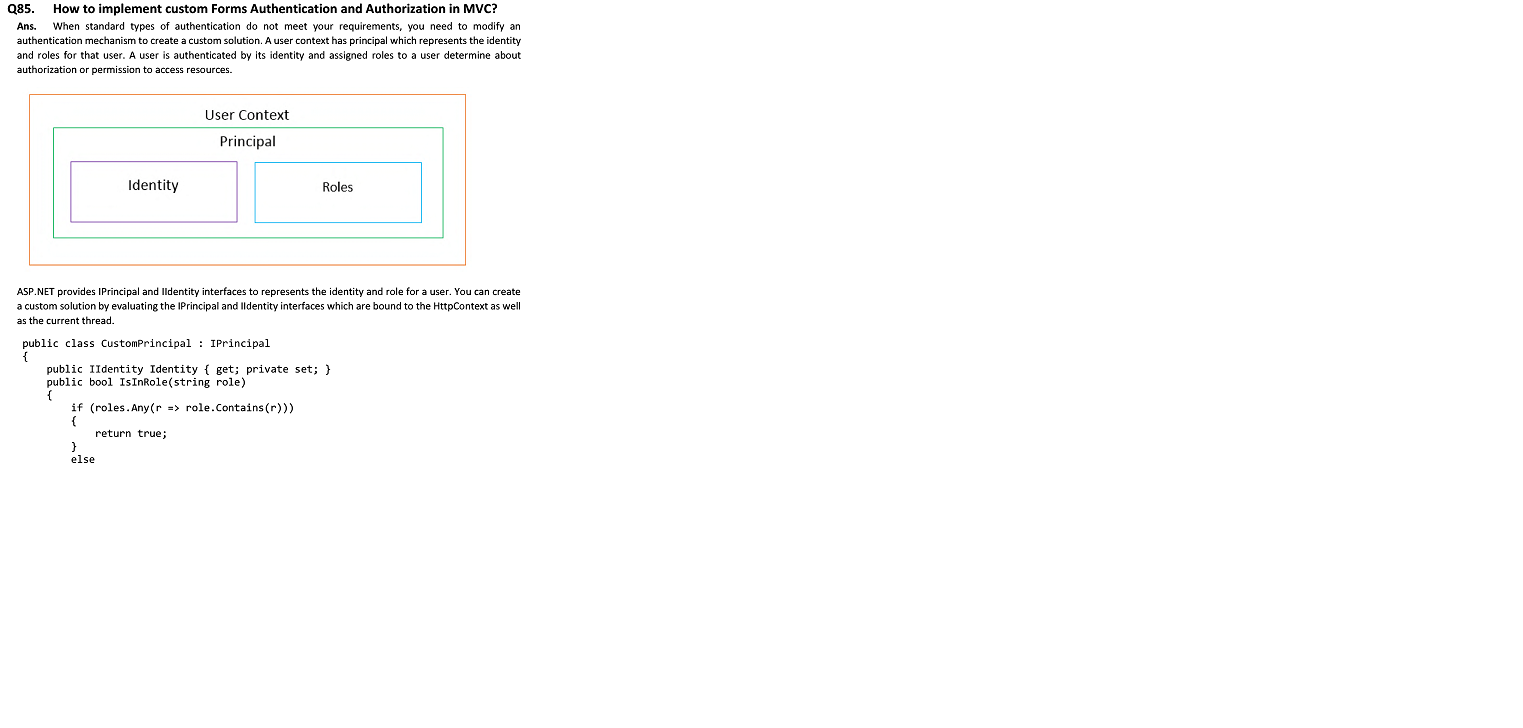 Q85. How to implement custom Forms Authentication and Authorization in MVC?
Ans. When standard types of authentication do not meet your requirements, you need to modify an
authentication mechanism to create a custom solution. A user context has principal which represents the identity
and roles for that user. A user is authenticated by its identity and assigned roles to a user determine about
authorization or permission to access resources.
User Context
Principal
Identity
Roles
ASP.NET provides IPrincipal and IIdentity interfaces to represents the identity and role for a user. You can create
a custom solution by evaluating the IPrincipal and IIdentity interfaces which are bound to the HttpContext as well
as the current thread.
public class CustomPrincipal : IPrincipal
{
public IIdentity Identity { get; private set; }
public bool IsInRole(string role)
{
if (roles.Any(r => role.Contains(r)))
{
return true;
}
else